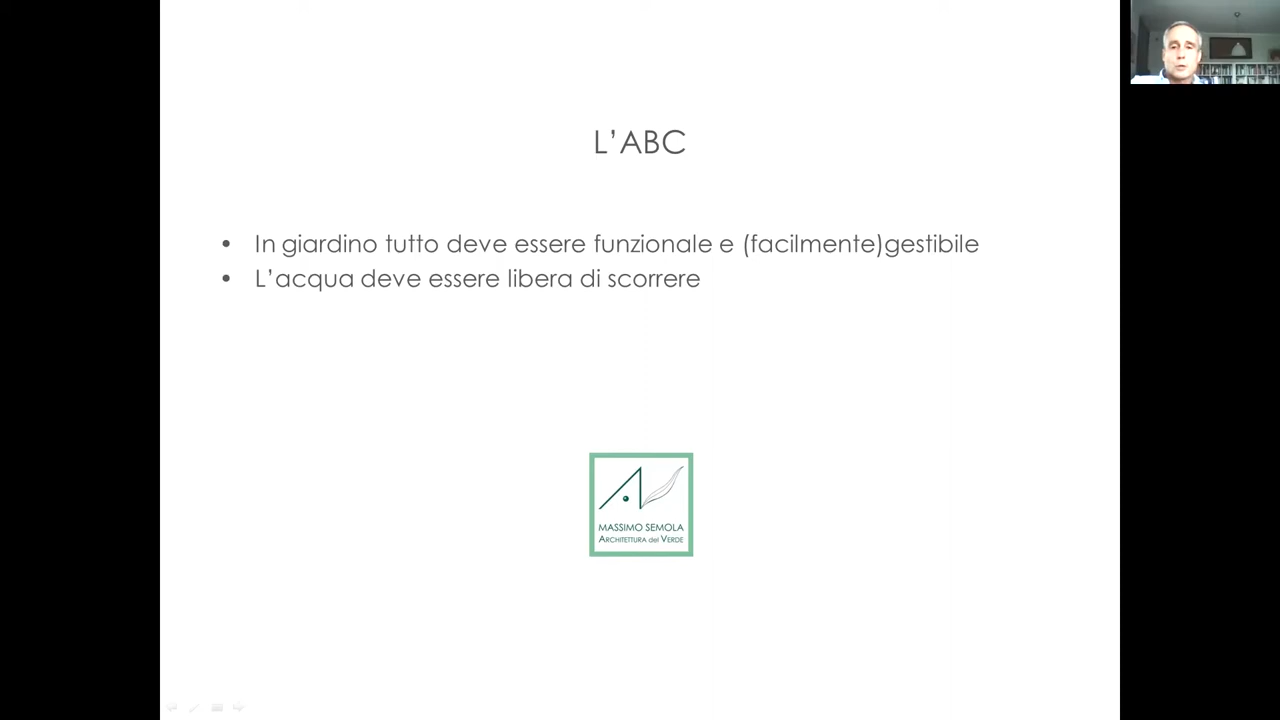 L’ABC
• In giardino tutto deve essere funzionale e (facilmente)gestibile
• L’acqua deve essere libera di scorrere
MASSIMO SEMOLA
ARCHITETTURA del VERDE